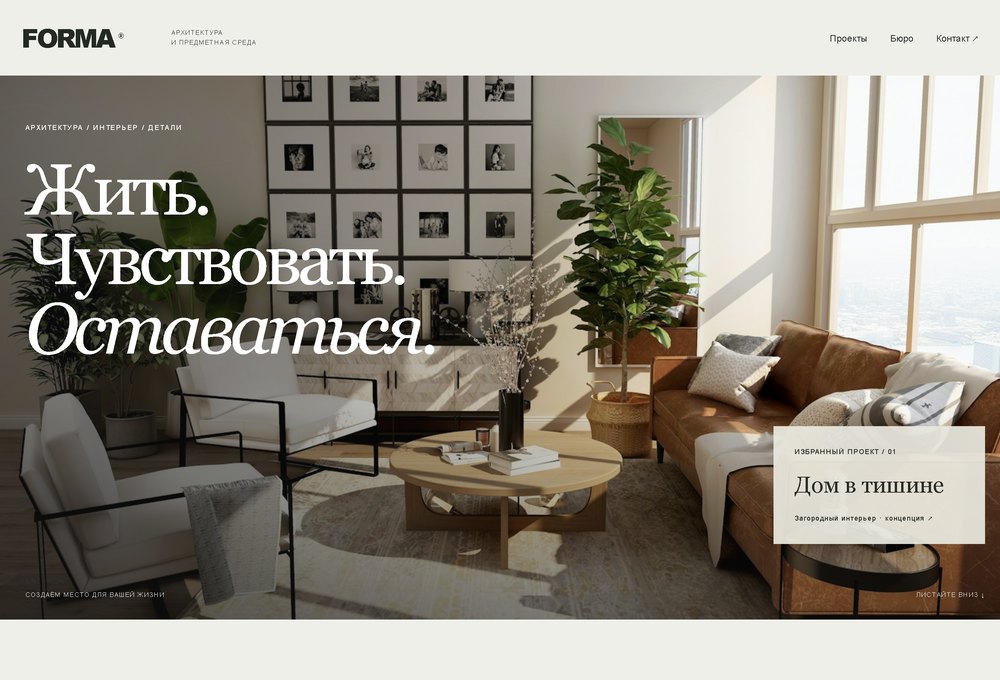 FORMA®
АРХИТЕКТУРА
И ПРЕДМЕТНАЯ СРЕДА
Проекты
Бюро
Контакт ↗
АРХИТЕКТУРА / ИНТЕРЬЕР / ДЕТАЛИ
Жить.
Чувствовать.
Оставаться.
ИЗБРАННЫЙ ПРОЕКТ / 01
Дом в тишине
Загородный интерьер · концепция ↗
СОЗДАЁМ МЕСТО ДЛЯ ВАШЕЙ ЖИЗНИ
ЛИСТАЙТЕ ВНИЗ ↓